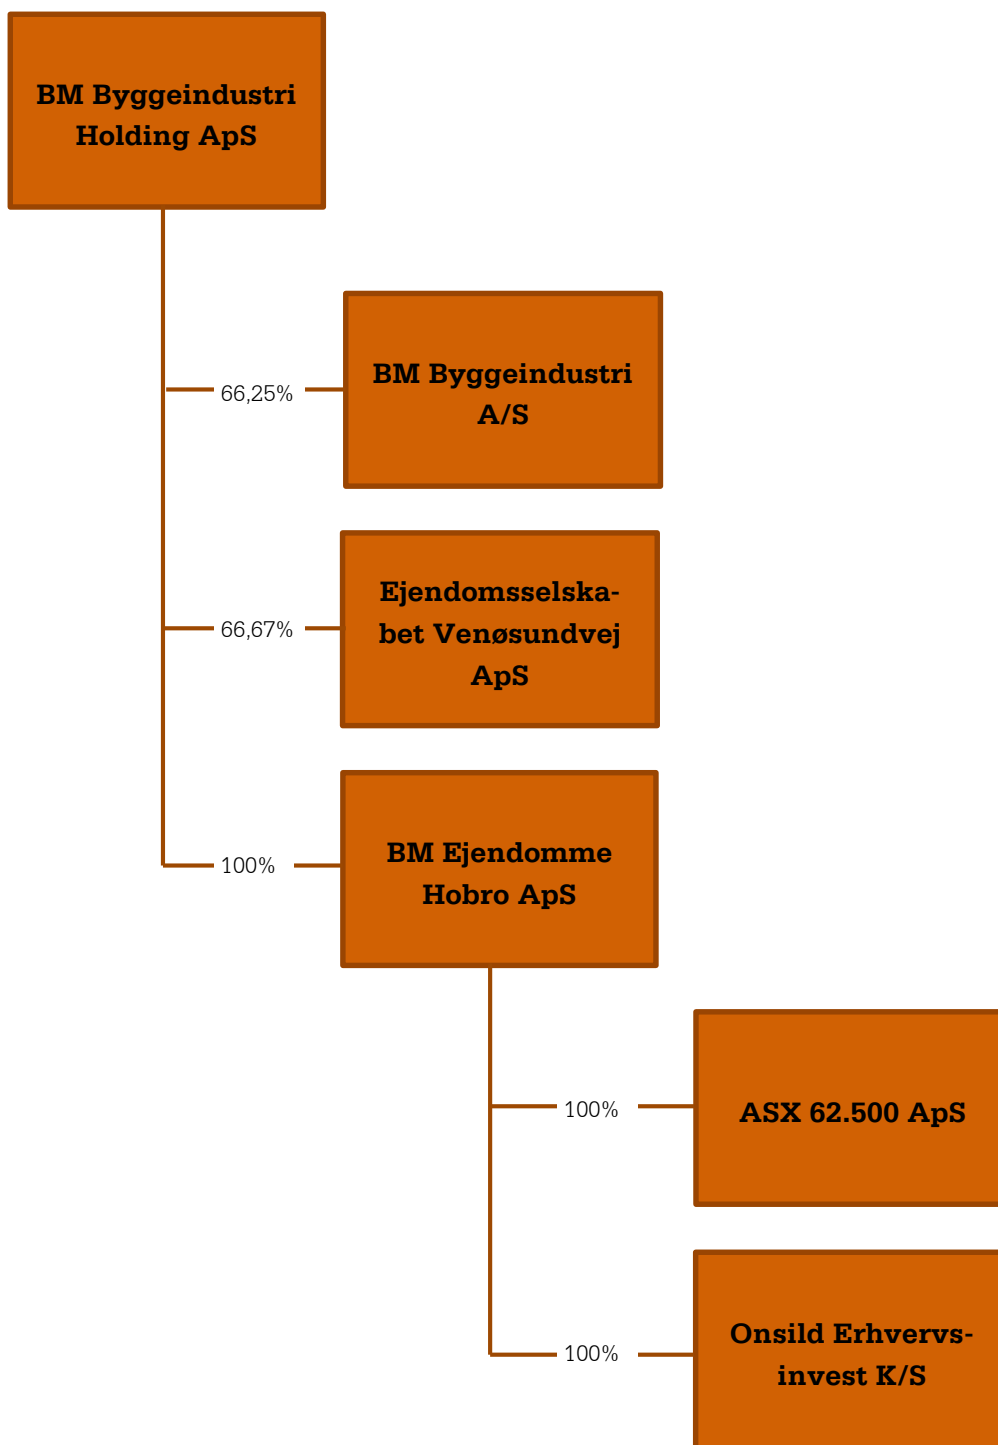 BM Byggeindustri
Holding ApS
66,25%
BM Byggeindustri
A/S
66,67%
Ejendomsselska-
bet Venøsundvej
ApS
100%
BM Ejendomme
Hobro ApS
100%
ASX 62.500 ApS
100%
Onsild Erhvervs-
invest K/S